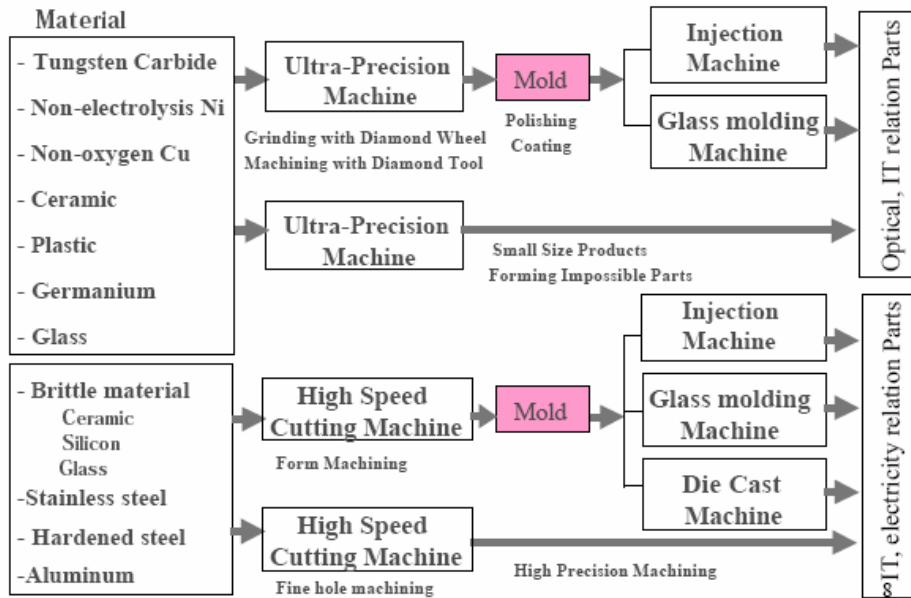 Material
- Tungsten Carbide
- Non-electrolysis Ni
- Non-oxygen Cu
- Ceramic
- Plastic
- Germanium
- Glass
Ultra-Precision
Machine
Grinding with Diamond Wheel
Machining with Diamond Tool
Mold
Polishing
Coating
Injection
Machine
Glass molding
Machine
Ultra-Precision
Machine
Small Size Products
Forming Impossible Parts
Optical, IT relation Parts
- Brittle material
Ceramic
Silicon
Glass
-Stainless steel
- Hardened steel
-Aluminum
High Speed
Cutting Machine
Form Machining
Mold
Injection
Machine
Glass molding
Machine
Die Cast
Machine
High Speed
Cutting Machine
Fine hole machining
High Precision Machining
∞IT, electricity relation Parts